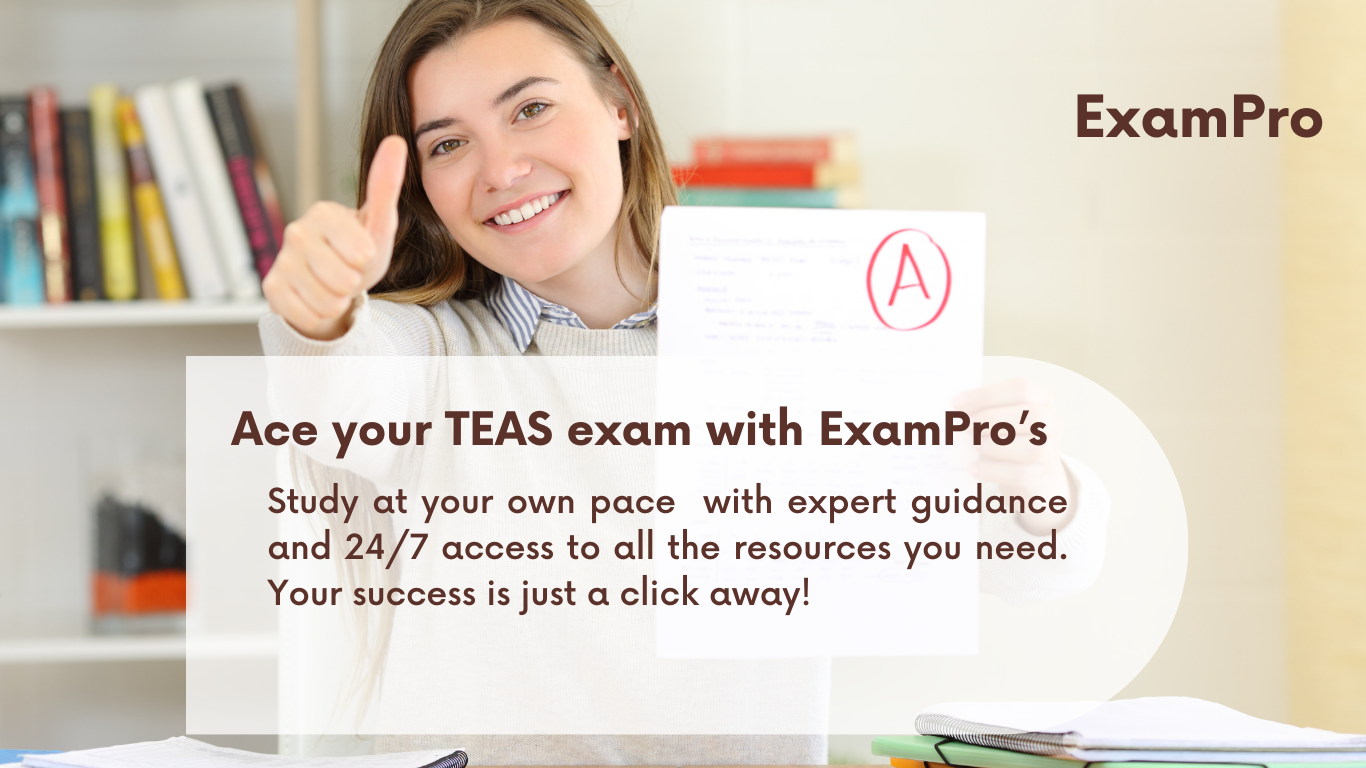 ExamPro
A
Ace your TEAS exam with ExamPro’s
Study at your own pace with expert guidance
and 24/7 access to all the resources you need.
Your success is just a click away!